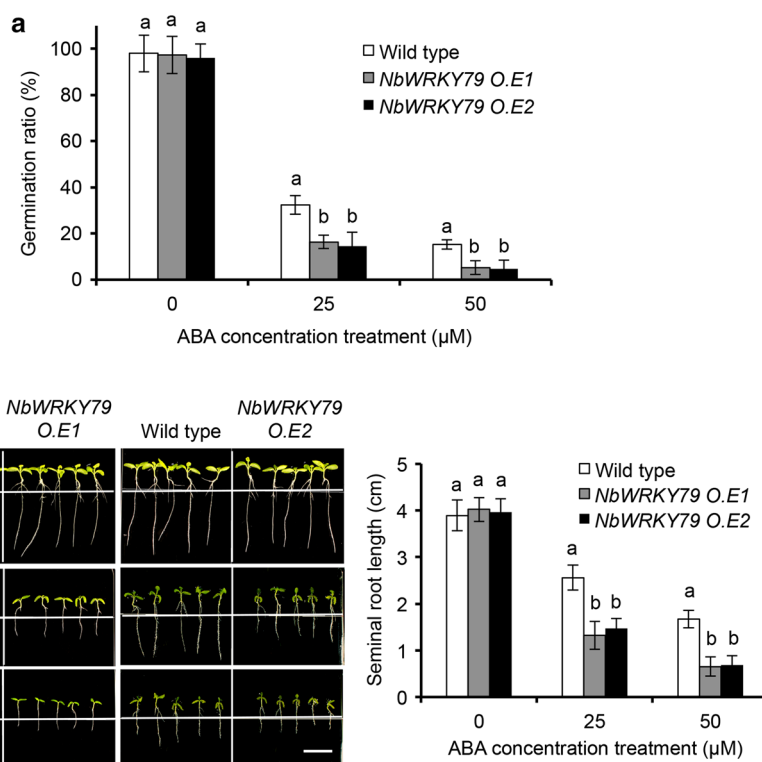 a
Germination ratio (%)
100
80
60
40
20
0
a a a
a
b b
a
b b
Wild type
NbWRKY79 O.E1
NbWRKY79 O.E2
0 25 50
ABA concentration treatment (µM)
NbWRKY79
O.E1
Wild type
NbWRKY79
O.E2
Seminal root length (cm)
5
4
3
2
1
0
a a a
a
b b
a
b b
Wild type
NbWRKY79 O.E1
NbWRKY79 O.E2
0 25 50
ABA concentration treatment (µM)